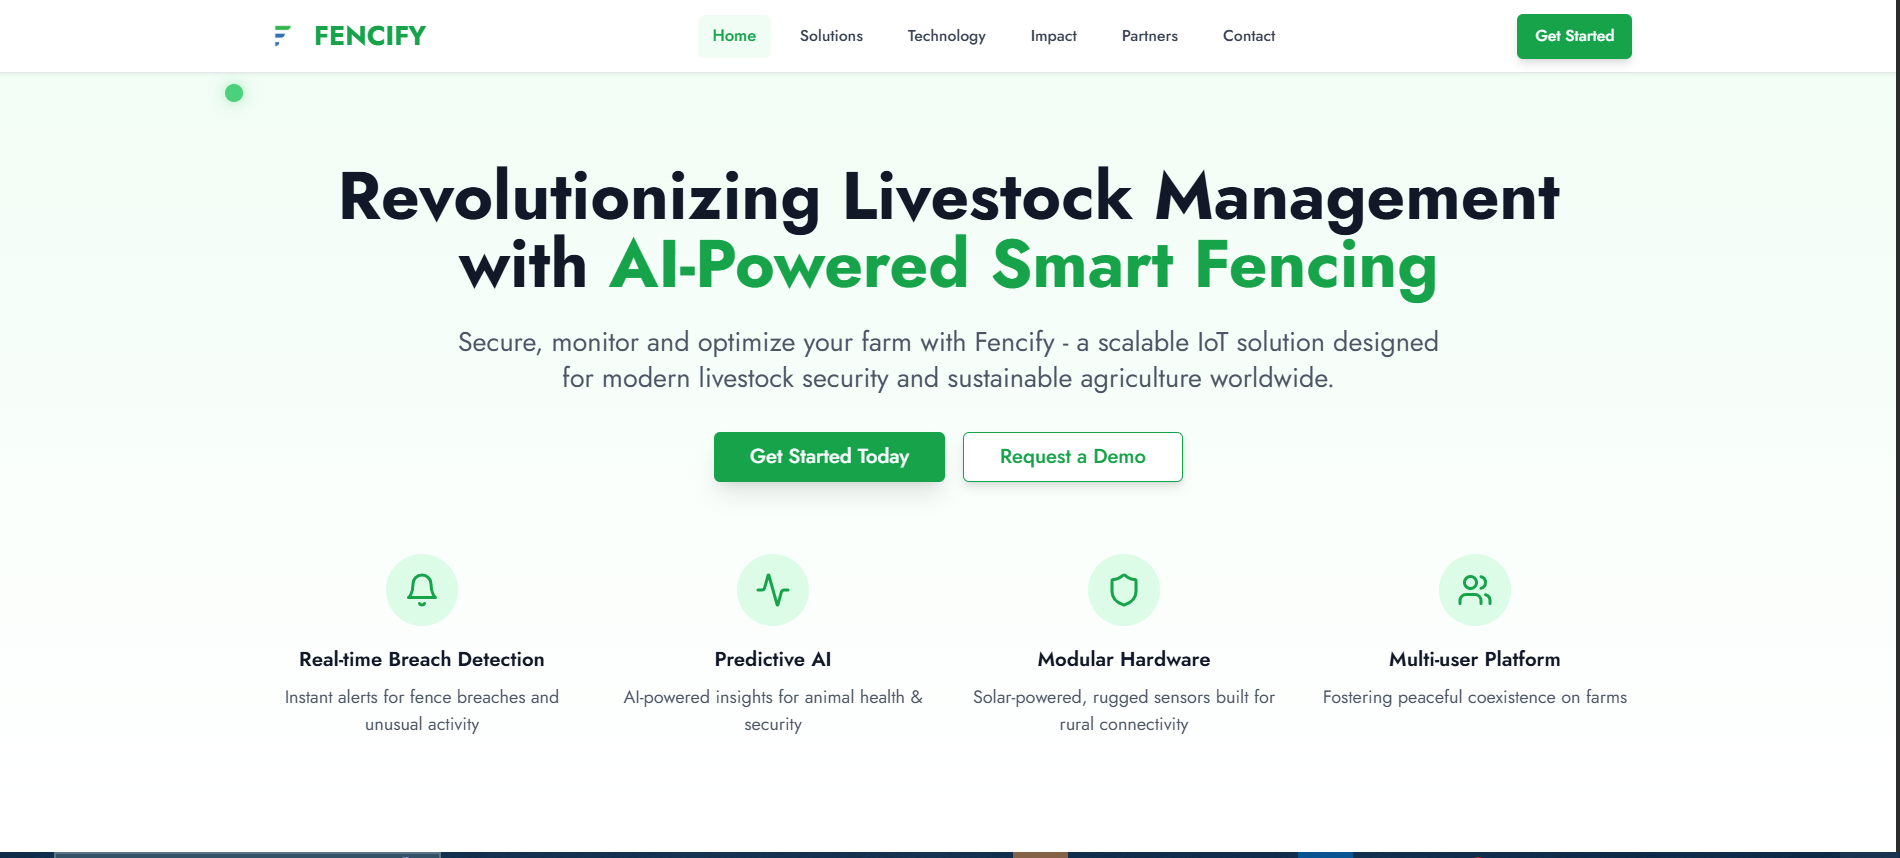 FENCIFY
Home
Solutions
Technology
Impact
Partners
Contact
Get Started
Revolutionizing Livestock Management
with AI-Powered Smart Fencing
Secure, monitor and optimize your farm with Fencify - a scalable IoT solution designed
for modern livestock security and sustainable agriculture worldwide.
Get Started Today
Request a Demo
Real-time Breach Detection
Instant alerts for fence breaches and
unusual activity
Predictive AI
AI-powered insights for animal health &
security
Modular Hardware
Solar-powered, rugged sensors built for
rural connectivity
Multi-user Platform
Fostering peaceful coexistence on farms